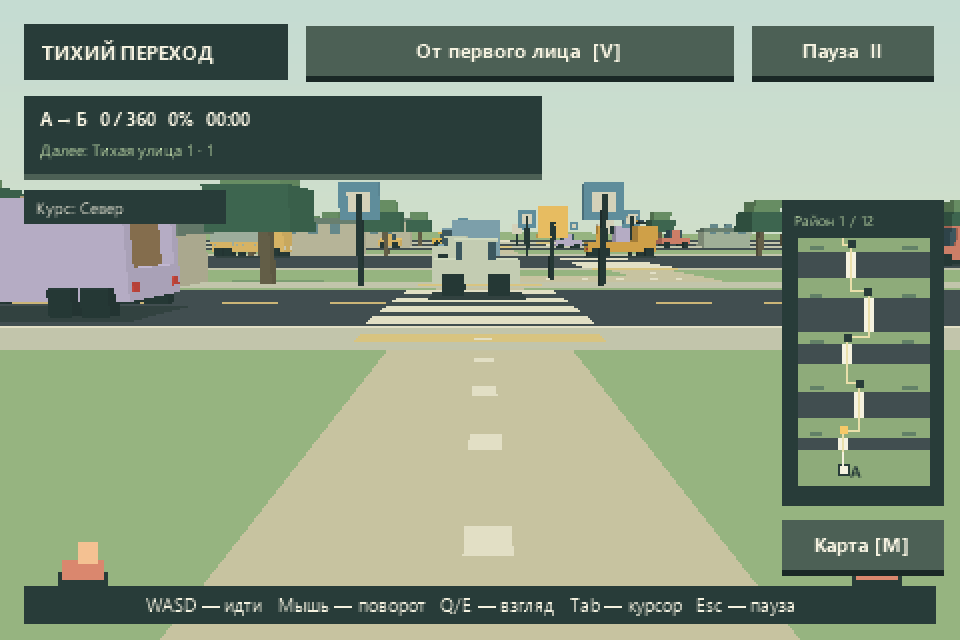 ТИХИЙ ПЕРЕХОД
От первого лица [V]
Пауза II
А — Б 0 / 360 0% 00:00
Далее: Тихая улица 1 · 1
Курс: Север
Район 1 / 12
А
Карта [M]
WASD — идти Мышь — поворот Q/E — взгляд Tab — курсор Esc — пауза